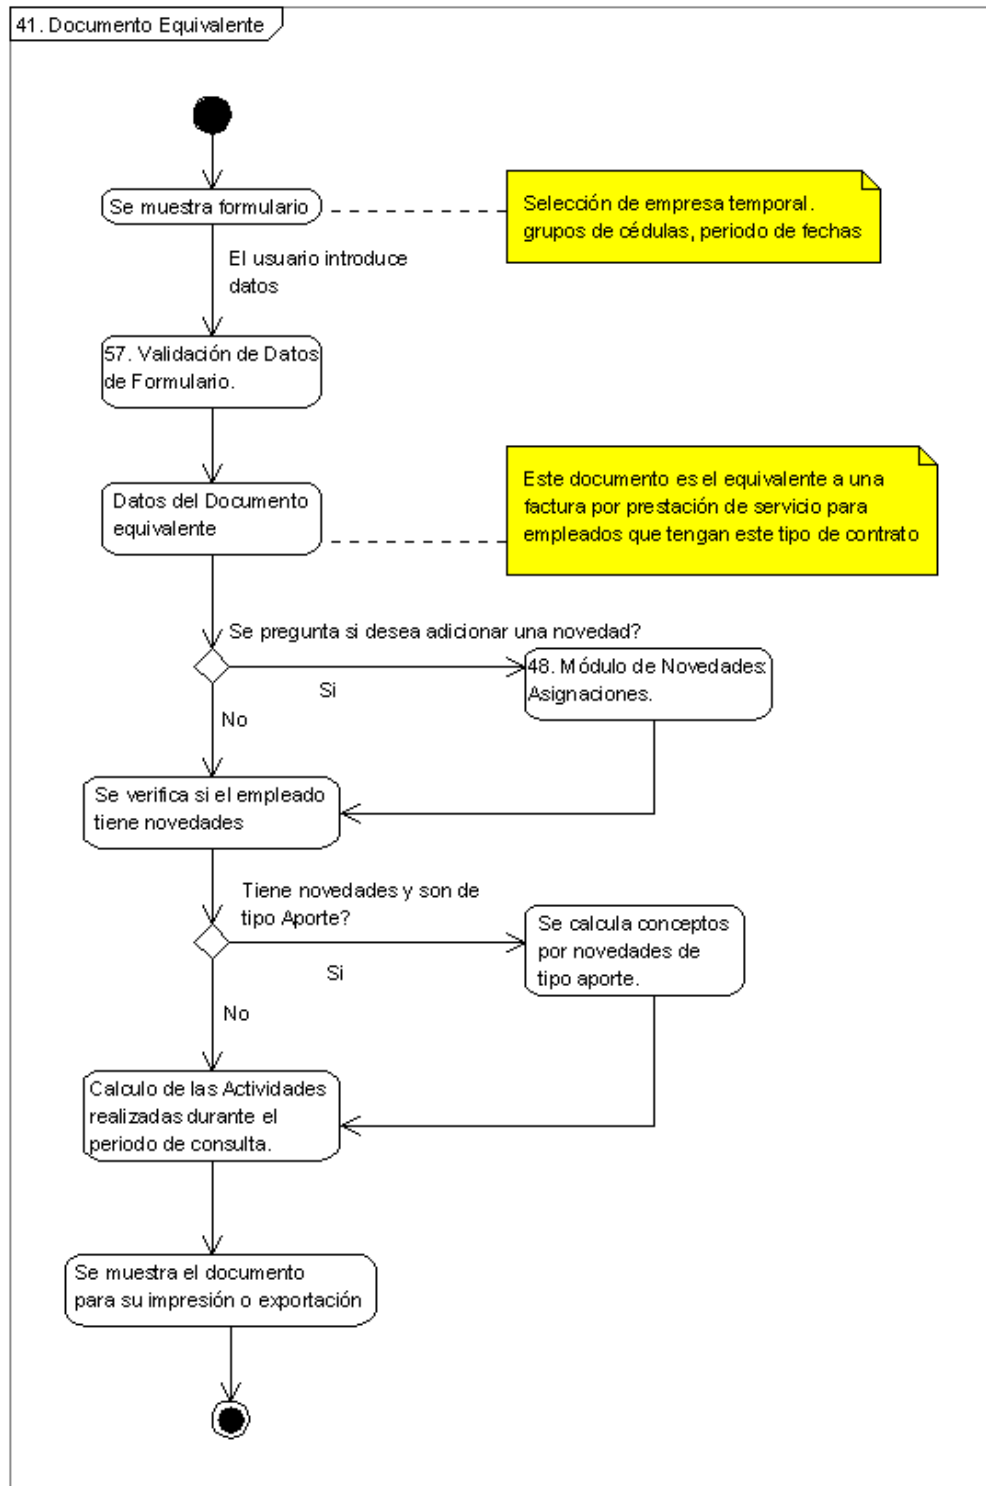 41. Documento Equivalente
Se muestra formulario
Selección de empresa temporal.
grupos de cédulas, periodo de fechas
El usuario introduce
datos
57. Validación de Datos
de Formulario.
Datos del Documento
equivalente
Este documento es el equivalente a una
factura por prestación de servicio para
empleados que tengan este tipo de contrato
Se pregunta si desea adicionar una novedad?
Si
48. Módulo de Novedades:
Asignaciones.
No
Se verifica si el empleado
tiene novedades
Tiene novedades y son de
tipo Aporte?
Si
Se calcula conceptos
por novedades de
tipo aporte.
No
Calculo de las Actividades
realizadas durante el
periodo de consulta.
Se muestra el documento
para su impresión o exportación